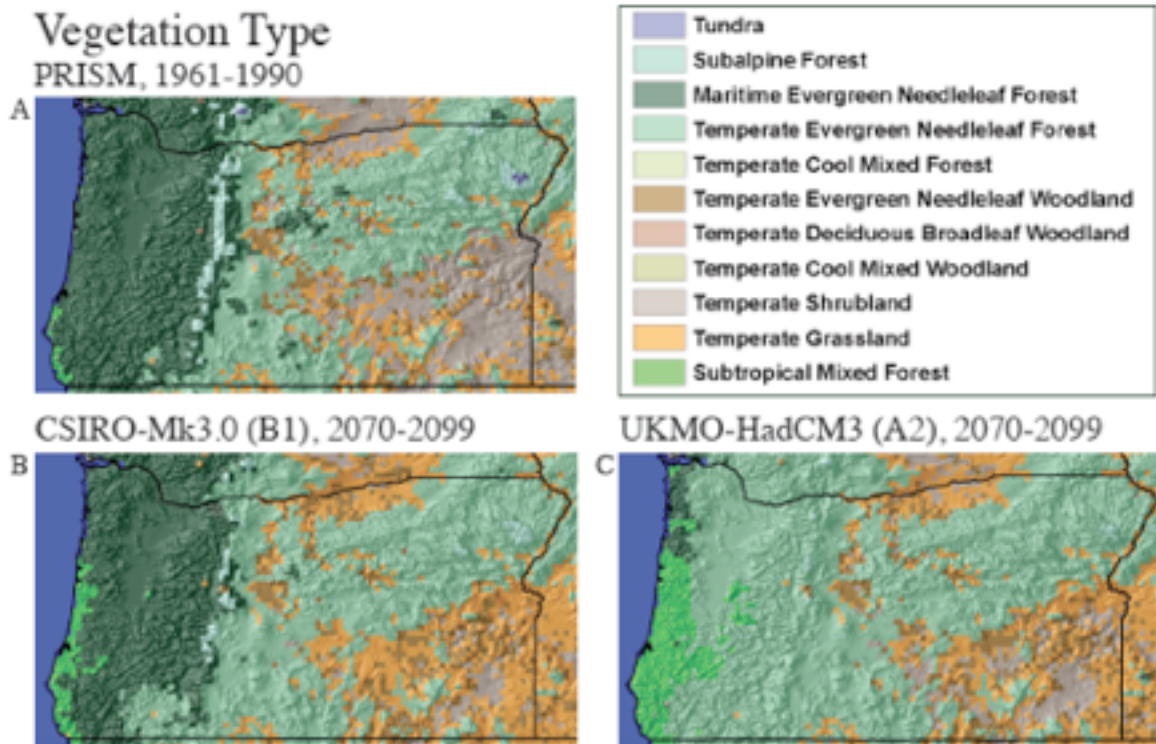 Vegetation Type
PRISM, 1961-1990
A
Tundra
Subalpine Forest
Maritime Evergreen Needleleaf Forest
Temperate Evergreen Needleleaf Forest
Temperate Cool Mixed Forest
Temperate Evergreen Needleleaf Woodland
Temperate Deciduous Broadleaf Woodland
Temperate Cool Mixed Woodland
Temperate Shrubland
Temperate Grassland
Subtropical Mixed Forest
CSIRO-Mk3.0 (B1), 2070-2099
B
UKMO-HadCM3 (A2), 2070-2099
C